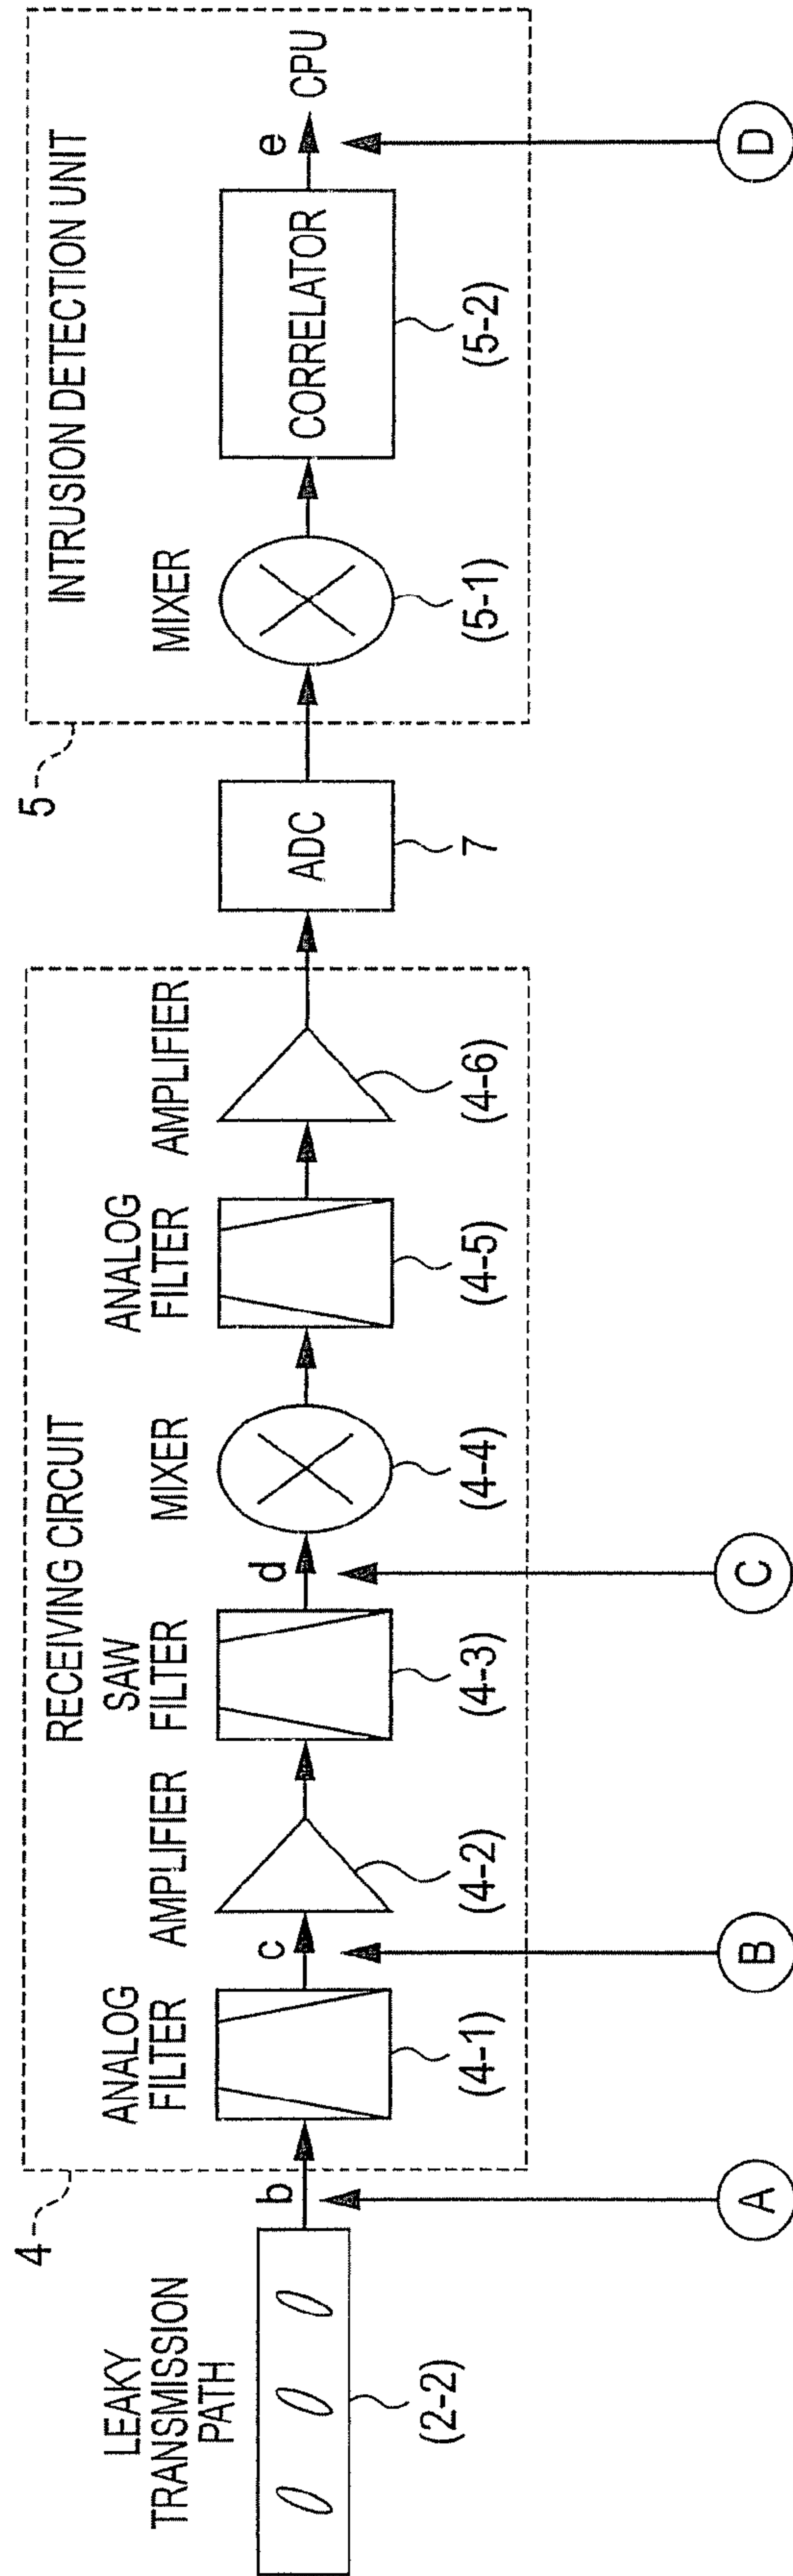 4
5
RECEIVING CIRCUIT
INTRUSION DETECTION UNIT
LEAKY
TRANSMISSION
PATH
ANALOG
FILTER
AMPLIFIER
SAW
FILTER
MIXER
ANALOG
FILTER
AMPLIFIER
MIXER
b
c
d
ADC
CORRELATOR
e
CPU
(2-2)
(4-1)
(4-2)
(4-3)
(4-4)
(4-5)
(4-6)
7
(5-1)
(5-2)
A
B
C
D